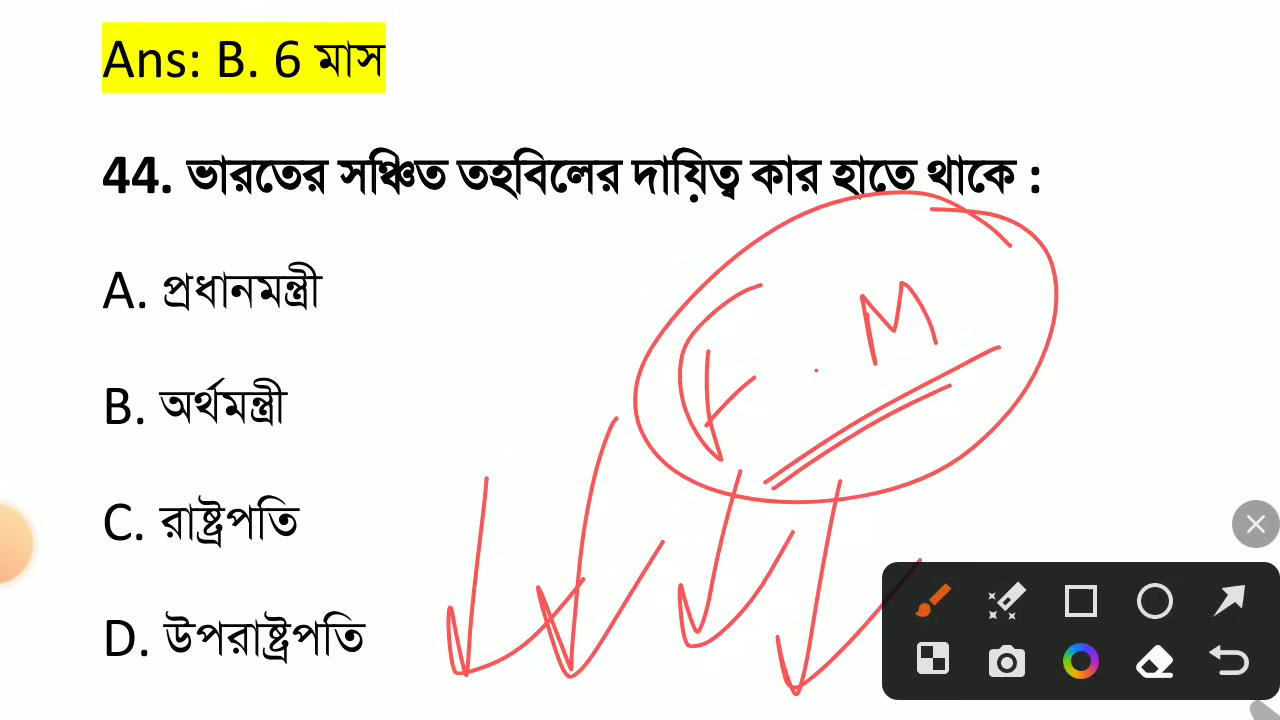 Ans: B. 6 মাস
44. ভারতের সঞ্চিত তহবিলের দায়িত্ব কার হাতে থাকে :
A. প্রধানমন্ত্রী
F. M
B. অর্থমন্ত্রী
C. রাষ্ট্রপতি
D. উপরাষ্ট্রপতি